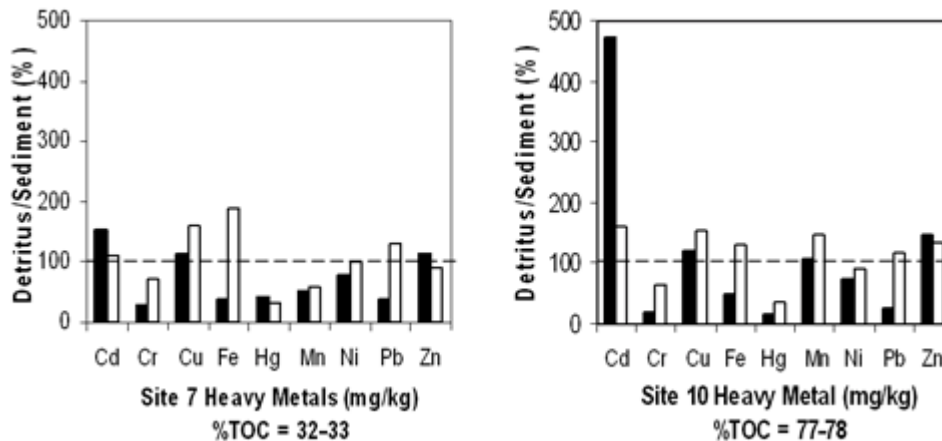 500
400
300
200
100
0
Detritus/Sediment (%)
Cd Cr Cu Fe Hg Mn Ni Pb Zn
Site 7 Heavy Metals (mg/kg)
%TOC = 32–33
500
400
300
200
100
0
Detritus/Sediment (%)
Cd Cr Cu Fe Hg Mn Ni Pb Zn
Site 10 Heavy Metal (mg/kg)
%TOC = 77–78